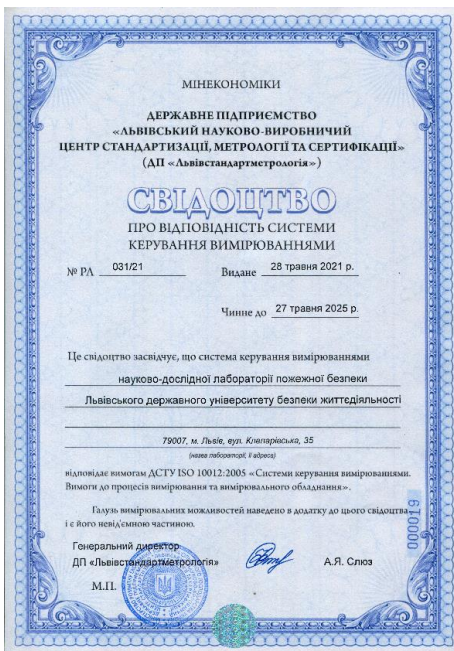 МІНЕКОНОМІКИ
ДЕРЖАВНЕ ПІДПРИЄМСТВО
«ЛЬВІВСЬКИЙ НАУКОВО-ВИРОБНИЧИЙ
ЦЕНТР СТАНДАРТИЗАЦІЇ, МЕТРОЛОГІЇ ТА СЕРТИФІКАЦІЇ»
(ДП «Львівстандартметрологія»)
СВІДОЦТВО
ПРО ВІДПОВІДНІСТЬ СИСТЕМИ
КЕРУВАННЯ ВИМІРЮВАННЯМИ
№ РЛ 031/21 Видане 28 травня 2021 р.
Чинне до 27 травня 2025 р.
Це свідоцтво засвідчує, що система керування вимірюваннями
науково-дослідної лабораторії пожежної безпеки
Львівського державного університету безпеки життєдіяльності
79007, м. Львів, вул. Клепарівська, 35
(назва лабораторії, її адреса)
відповідає вимогам ДСТУ ISO 10012:2005 «Системи керування вимірюваннями.
Вимоги до процесів вимірювання та вимірювального обладнання».
Галузь вимірювальних можливостей наведено в додатку до цього свідоцтва
і є його невід'ємною частиною.
000019
Генеральний директор
ДП «Львівстандартметрологія» А.Я. Слюз
М.П.